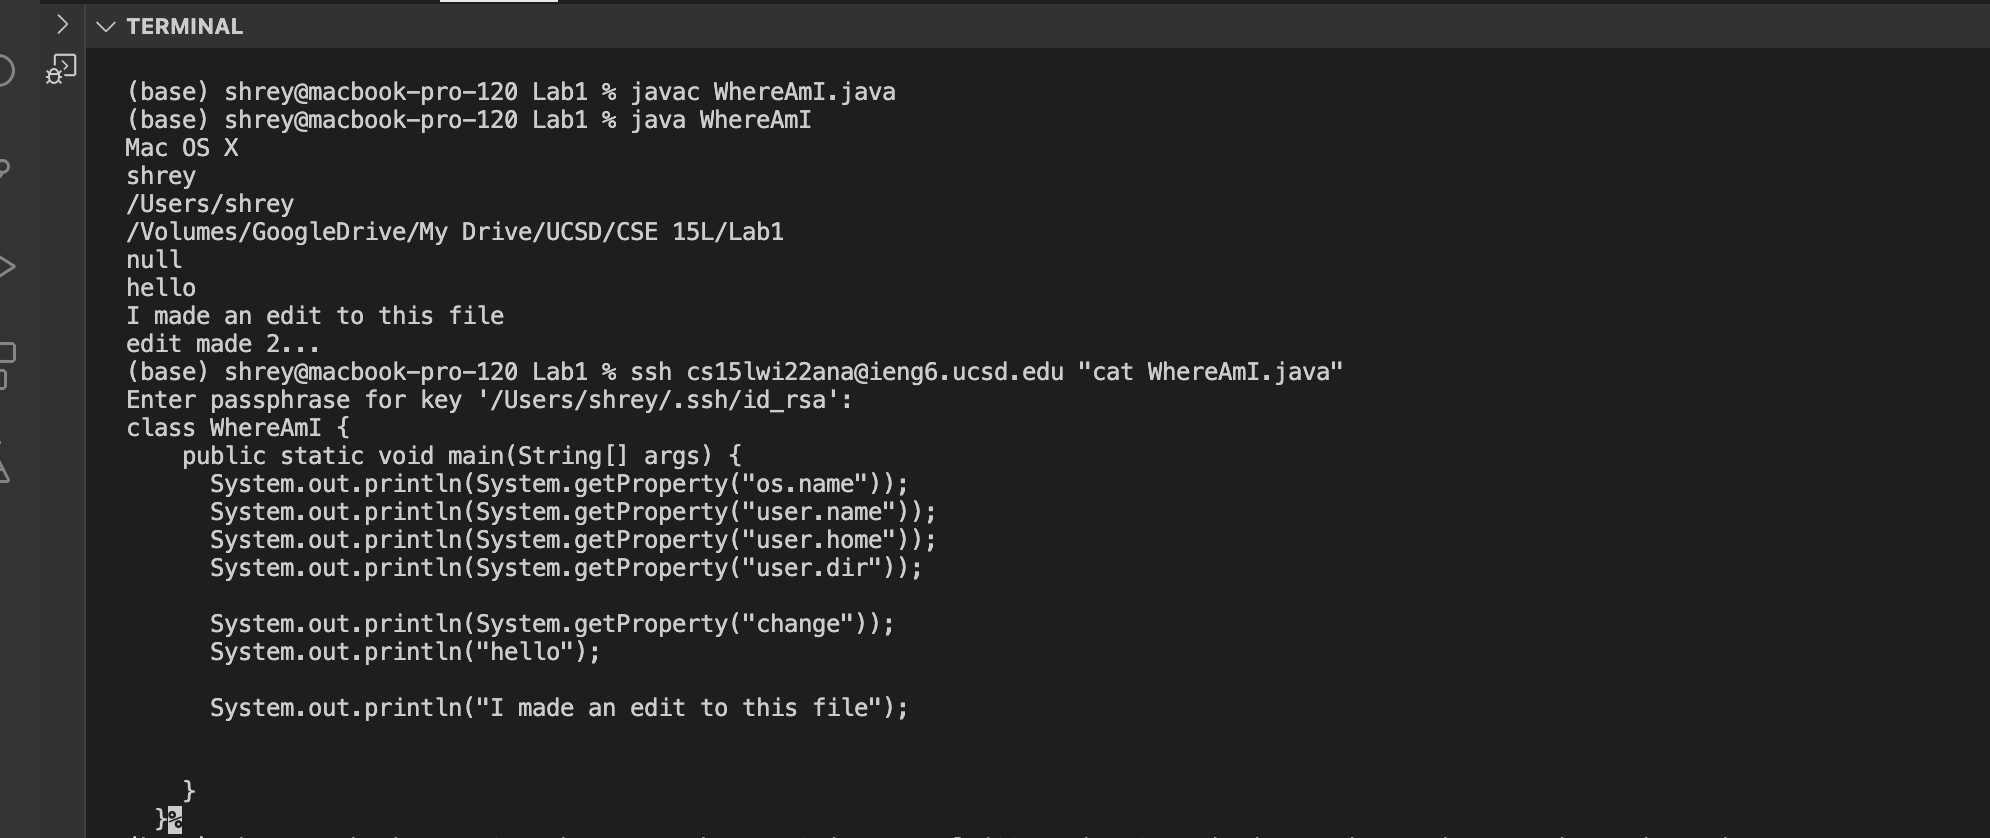 TERMINAL
(base) shrey@macbook-pro-120 Lab1 % javac WhereAmI.java
(base) shrey@macbook-pro-120 Lab1 % java WhereAmI
Mac OS X
shrey
/Users/shrey
/Volumes/GoogleDrive/My Drive/UCSD/CSE 15L/Lab1
null
hello
I made an edit to this file
edit made 2...
(base) shrey@macbook-pro-120 Lab1 % ssh cs15lwi22ana@ieng6.ucsd.edu "cat WhereAmI.java"
Enter passphrase for key '/Users/shrey/.ssh/id_rsa':
class WhereAmI {
    public static void main(String[] args) {
      System.out.println(System.getProperty("os.name"));
      System.out.println(System.getProperty("user.name"));
      System.out.println(System.getProperty("user.home"));
      System.out.println(System.getProperty("user.dir"));
      System.out.println(System.getProperty("change"));
      System.out.println("hello");
      System.out.println("I made an edit to this file");
    }
  }%